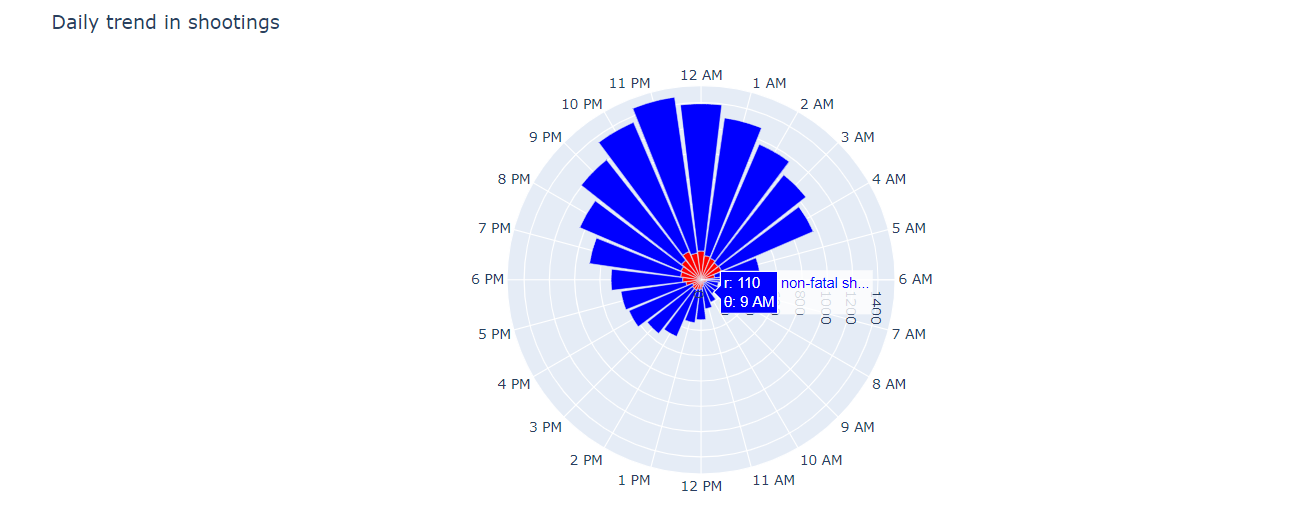 Daily trend in shootings
12 AM
1 AM
2 AM
3 AM
4 AM
5 AM
6 AM
7 AM
8 AM
9 AM
10 AM
11 AM
12 PM
1 PM
2 PM
3 PM
4 PM
5 PM
6 PM
7 PM
8 PM
9 PM
10 PM
11 PM
r: 110
θ: 9 AM
non-fatal sh...
800
1000
1200
1400